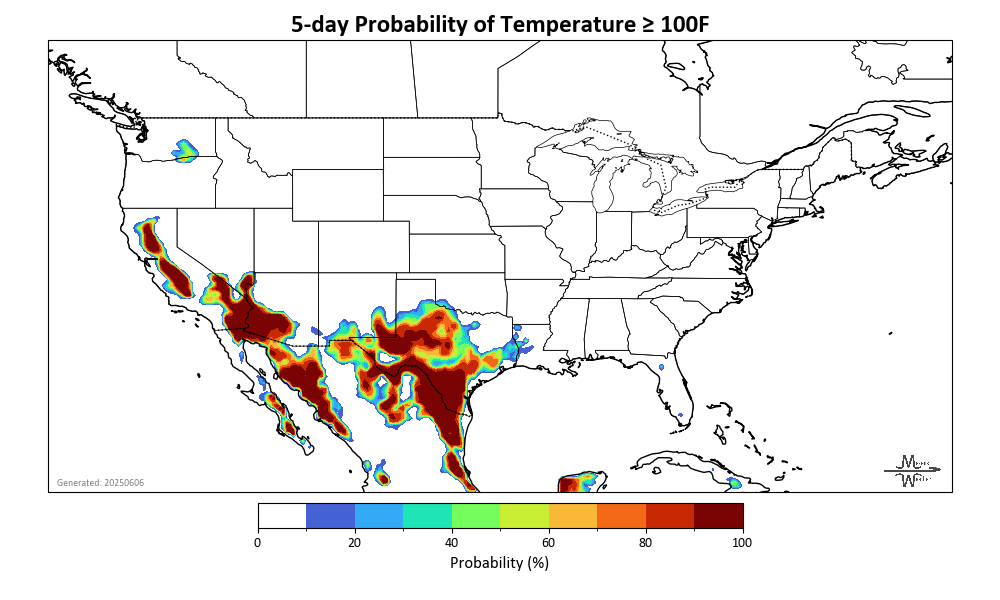 5-day Probability of Temperature ≥ 100F
Generated: 20250606
0 20 40 60 80 100
Probability (%)